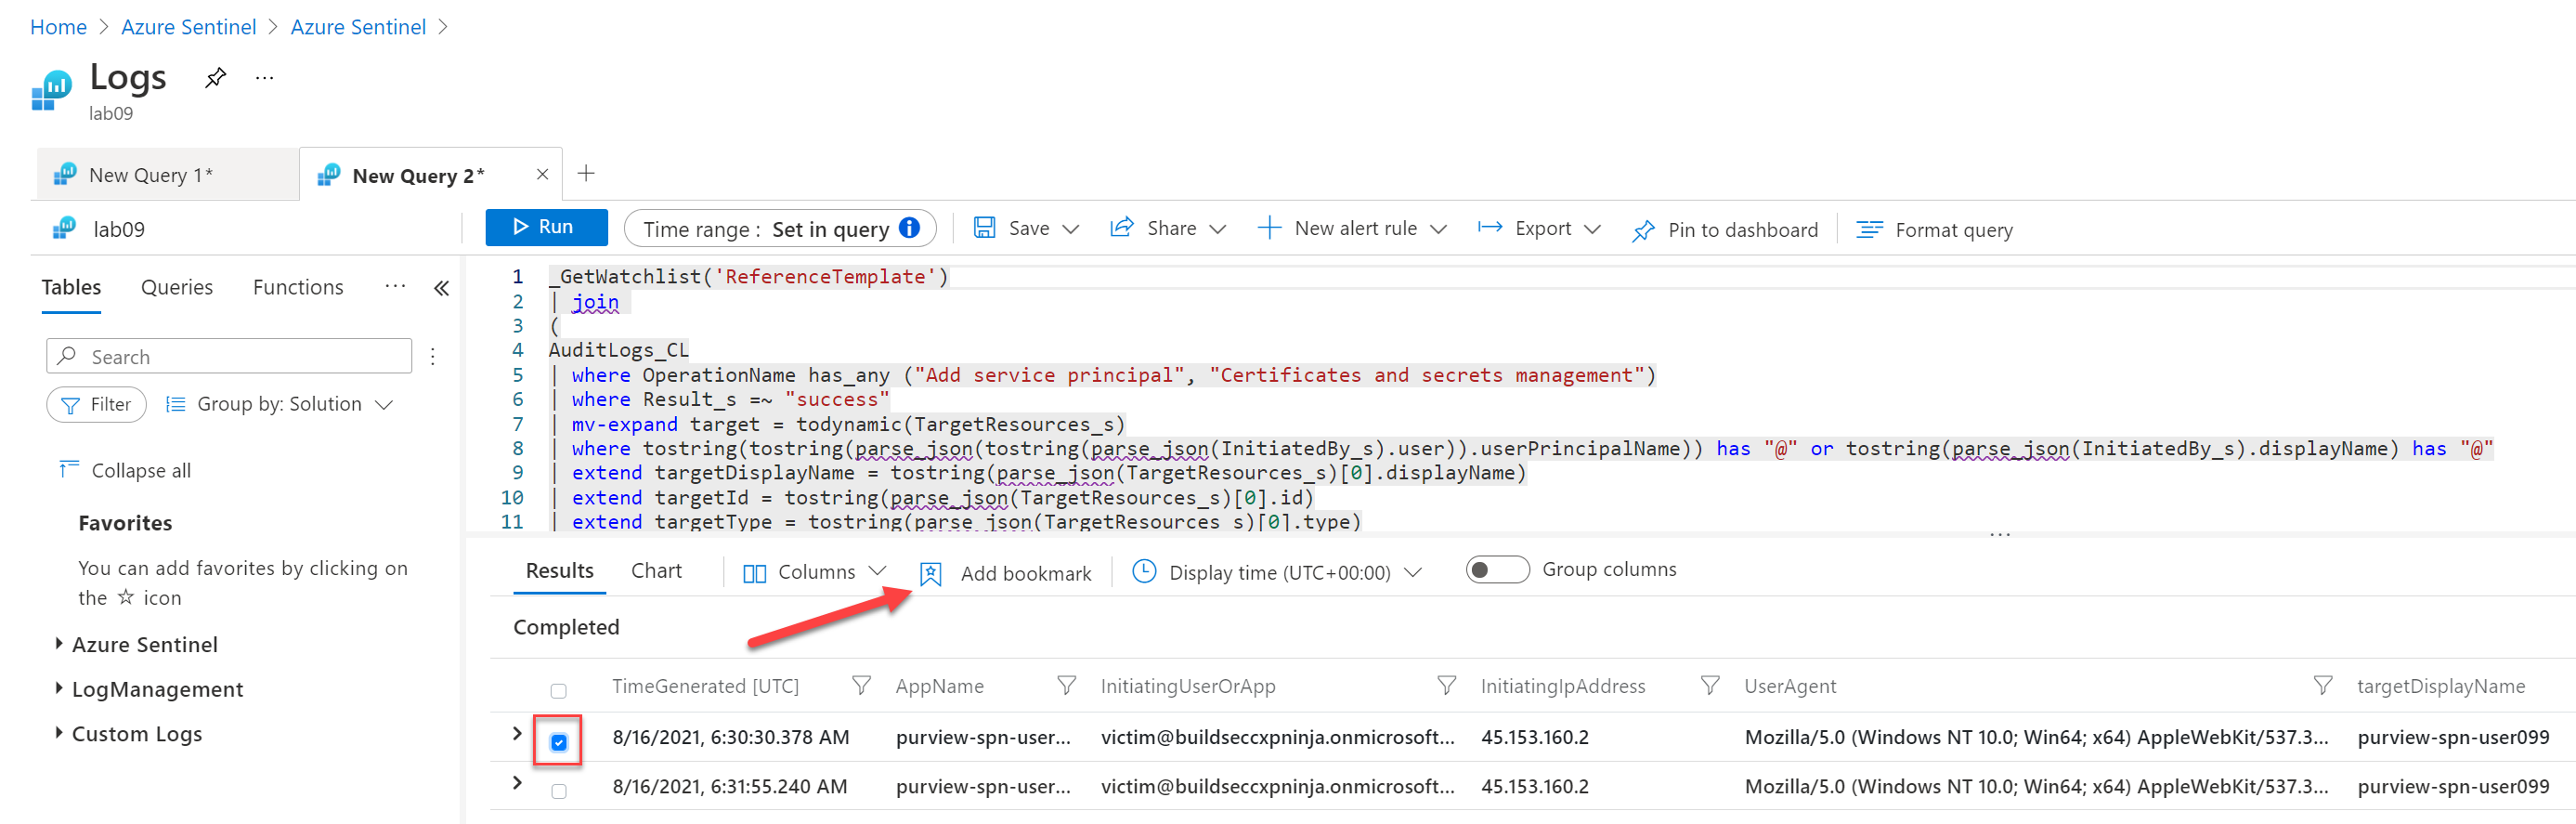 Home > Azure Sentinel > Azure Sentinel >
Logs ...
lab09
New Query 1*
New Query 2* × +
lab09
Run
Time range : Set in query
Save
Share
New alert rule
Export
Pin to dashboard
Format query
Tables Queries Functions ... «
Search
Filter
Group by: Solution
Collapse all
Favorites
You can add favorites by clicking on
the ☆ icon
Azure Sentinel
LogManagement
Custom Logs
1 _GetWatchlist('ReferenceTemplate')
2 | join
3 (
4 AuditLogs_CL
5 | where OperationName has_any ("Add service principal", "Certificates and secrets management")
6 | where Result_s =~ "success"
7 | mv-expand target = todynamic(TargetResources_s)
8 | where tostring(tostring(parse_json(tostring(parse_json(InitiatedBy_s).user)).userPrincipalName)) has "@" or tostring(parse_json(InitiatedBy_s).displayName) has "@"
9 | extend targetDisplayName = tostring(parse_json(TargetResources_s)[0].displayName)
10 | extend targetId = tostring(parse_json(TargetResources_s)[0].id)
11 | extend targetType = tostring(parse_json(TargetResources_s)[0].type)
...
Results Chart Columns Add bookmark Display time (UTC+00:00) Group columns
Completed
TimeGenerated [UTC] AppName InitiatingUserOrApp InitiatingIpAddress UserAgent targetDisplayName
8/16/2021, 6:30:30.378 AM purview-spn-user... victim@buildseccxpninja.onmicrosoft... 45.153.160.2 Mozilla/5.0 (Windows NT 10.0; Win64; x64) AppleWebKit/537.3... purview-spn-user099
8/16/2021, 6:31:55.240 AM purview-spn-user... victim@buildseccxpninja.onmicrosoft... 45.153.160.2 Mozilla/5.0 (Windows NT 10.0; Win64; x64) AppleWebKit/537.3... purview-spn-user099